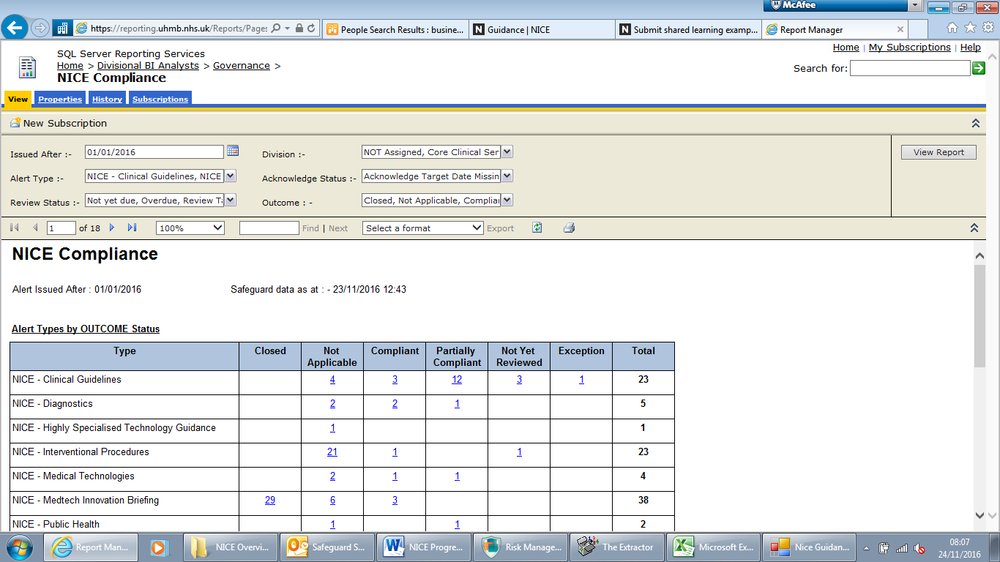 McAfee
https://reporting.uhmb.nhs.uk/Reports/Pages
People Search Results : busine...
Guidance | NICE
Submit shared learning examp...
Report Manager
SQL Server Reporting Services
Home > Divisional BI Analysts > Governance >
NICE Compliance
Home | My Subscriptions | Help
Search for:
View Properties History Subscriptions
New Subscription
Issued After :- 01/01/2016 Division :- NOT Assigned, Core Clinical Ser View Report
Alert Type :- NICE - Clinical Guidelines, NICE Acknowledge Status :- Acknowledge Target Date Missin
Review Status :- Not yet due, Overdue, Review Ta Outcome : - Closed, Not Applicable, Complian
1 of 18 100% Find | Next Select a format Export
NICE Compliance
Alert Issued After : 01/01/2016 Safeguard data as at : - 23/11/2016 12:43
Alert Types by OUTCOME Status
Type Closed Not Applicable Compliant Partially Compliant Not Yet Reviewed Exception Total
NICE - Clinical Guidelines 4 3 12 3 1 23
NICE - Diagnostics 2 2 1 5
NICE - Highly Specialised Technology Guidance 1 1
NICE - Interventional Procedures 21 1 1 23
NICE - Medical Technologies 2 1 1 4
NICE - Medtech Innovation Briefing 29 6 3 38
NICE - Public Health 1 1 2
Report Man... NICE Overvi... Safeguard S... NICE Progre... Risk Manage... The Extractor Microsoft Ex... Nice Guidan...
08:07
24/11/2016